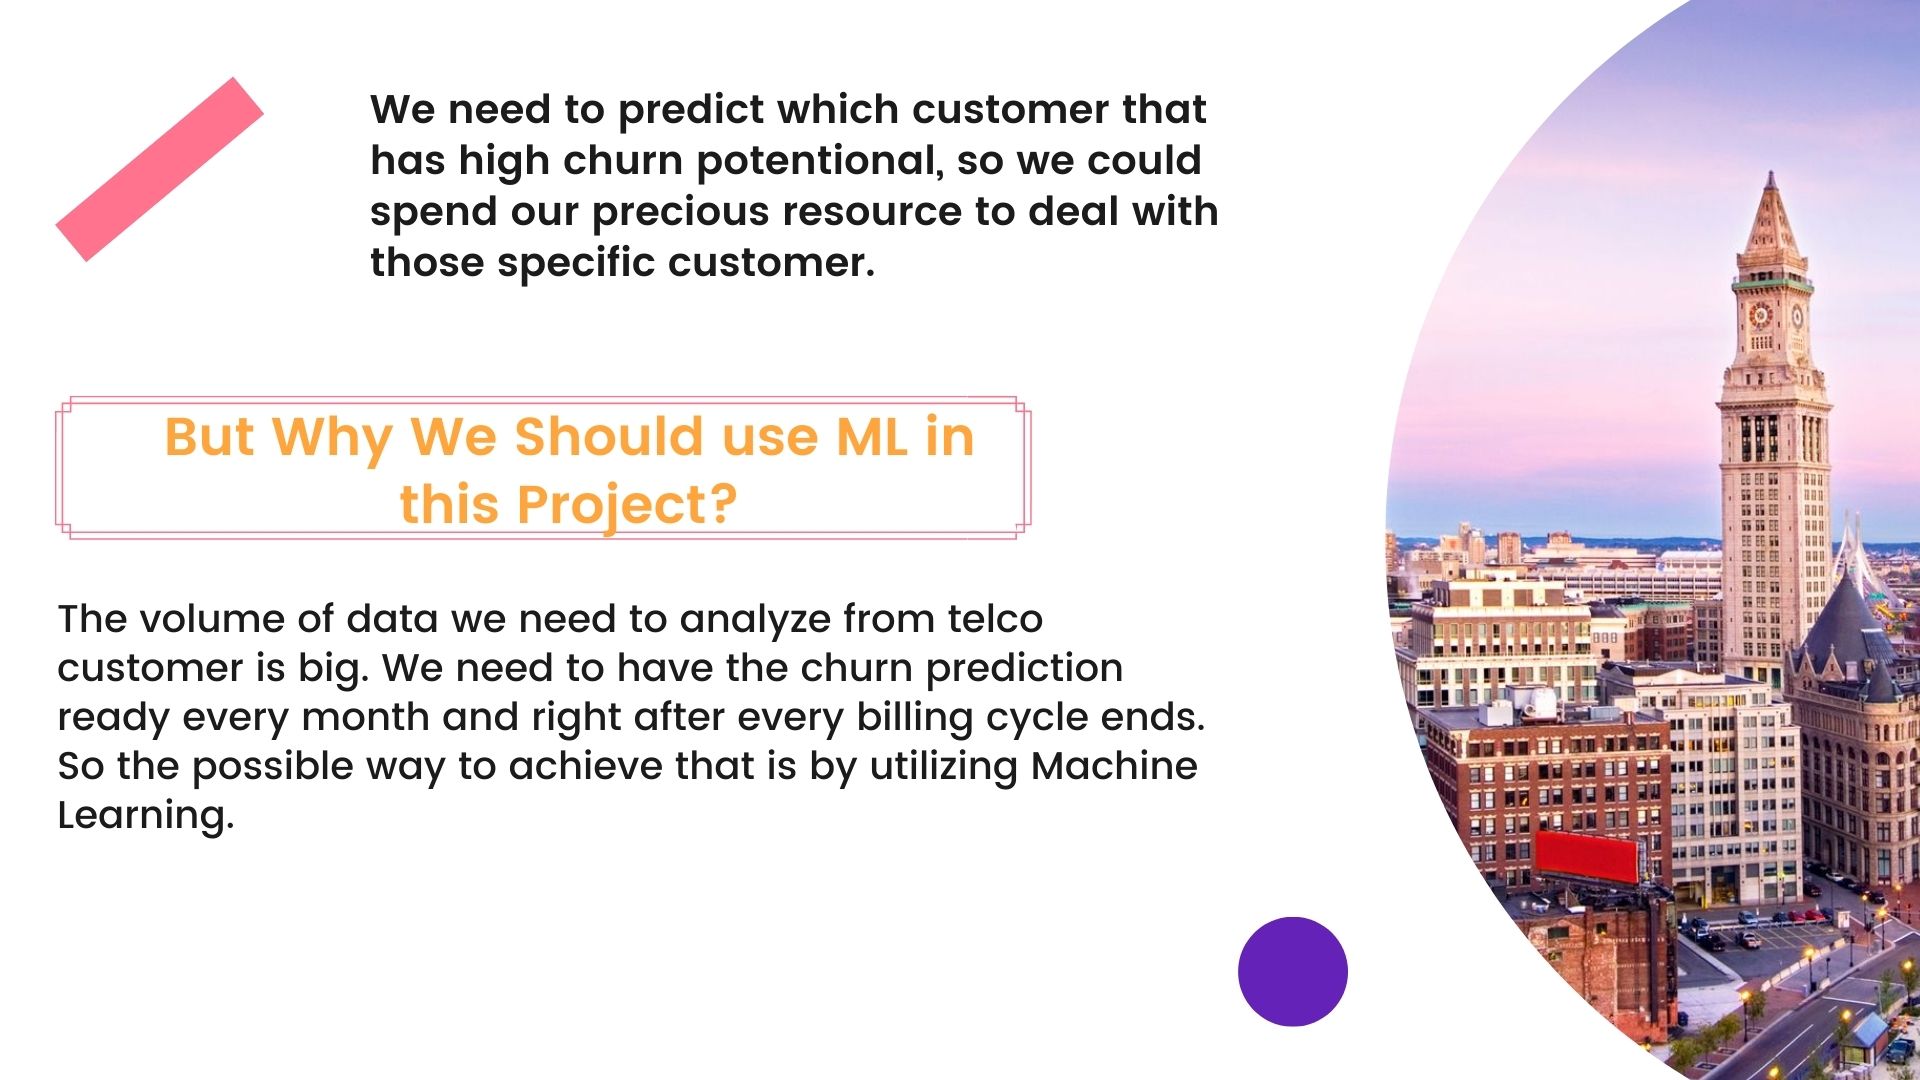 We need to predict which customer that
has high churn potentional, so we could
spend our precious resource to deal with
those specific customer.
But Why We Should use ML in
this Project?
The volume of data we need to analyze from telco
customer is big. We need to have the churn prediction
ready every month and right after every billing cycle ends.
So the possible way to achieve that is by utilizing Machine
Learning.